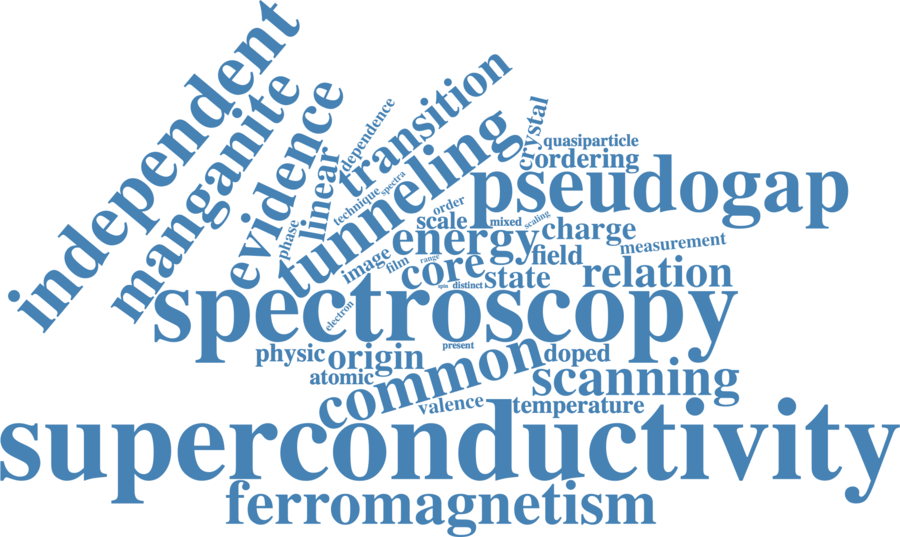 independent
manganite
evidence
linear
phase
dependence
transition
technique
spectra
tunneling
crystal
quasiparticle
ordering
pseudogap
order
scale
mixed
scaling
energy
charge
measurement
image
film
range
core
field
spin
distinct
state
relation
spectroscopy
electron
physic
origin
present
common
doped
atomic
scanning
valence
temperature
superconductivity
ferromagnetism